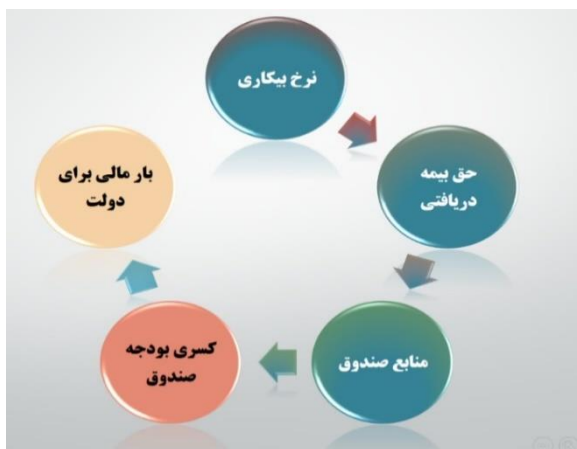 نرخ بیکاری
حق بیمه
دریافتی
منابع صندوق
کسری بودجه
صندوق
بار مالی برای
دولت